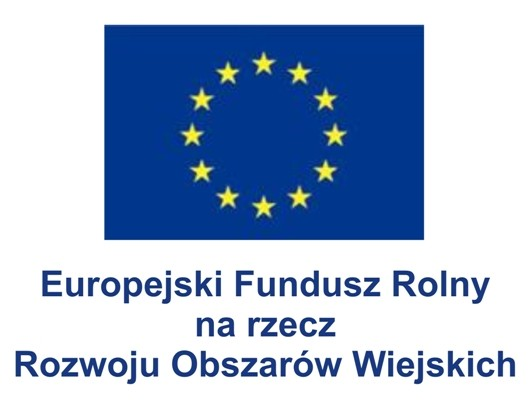 Europejski Fundusz Rolny
na rzecz
Rozwoju Obszarów Wiejskich